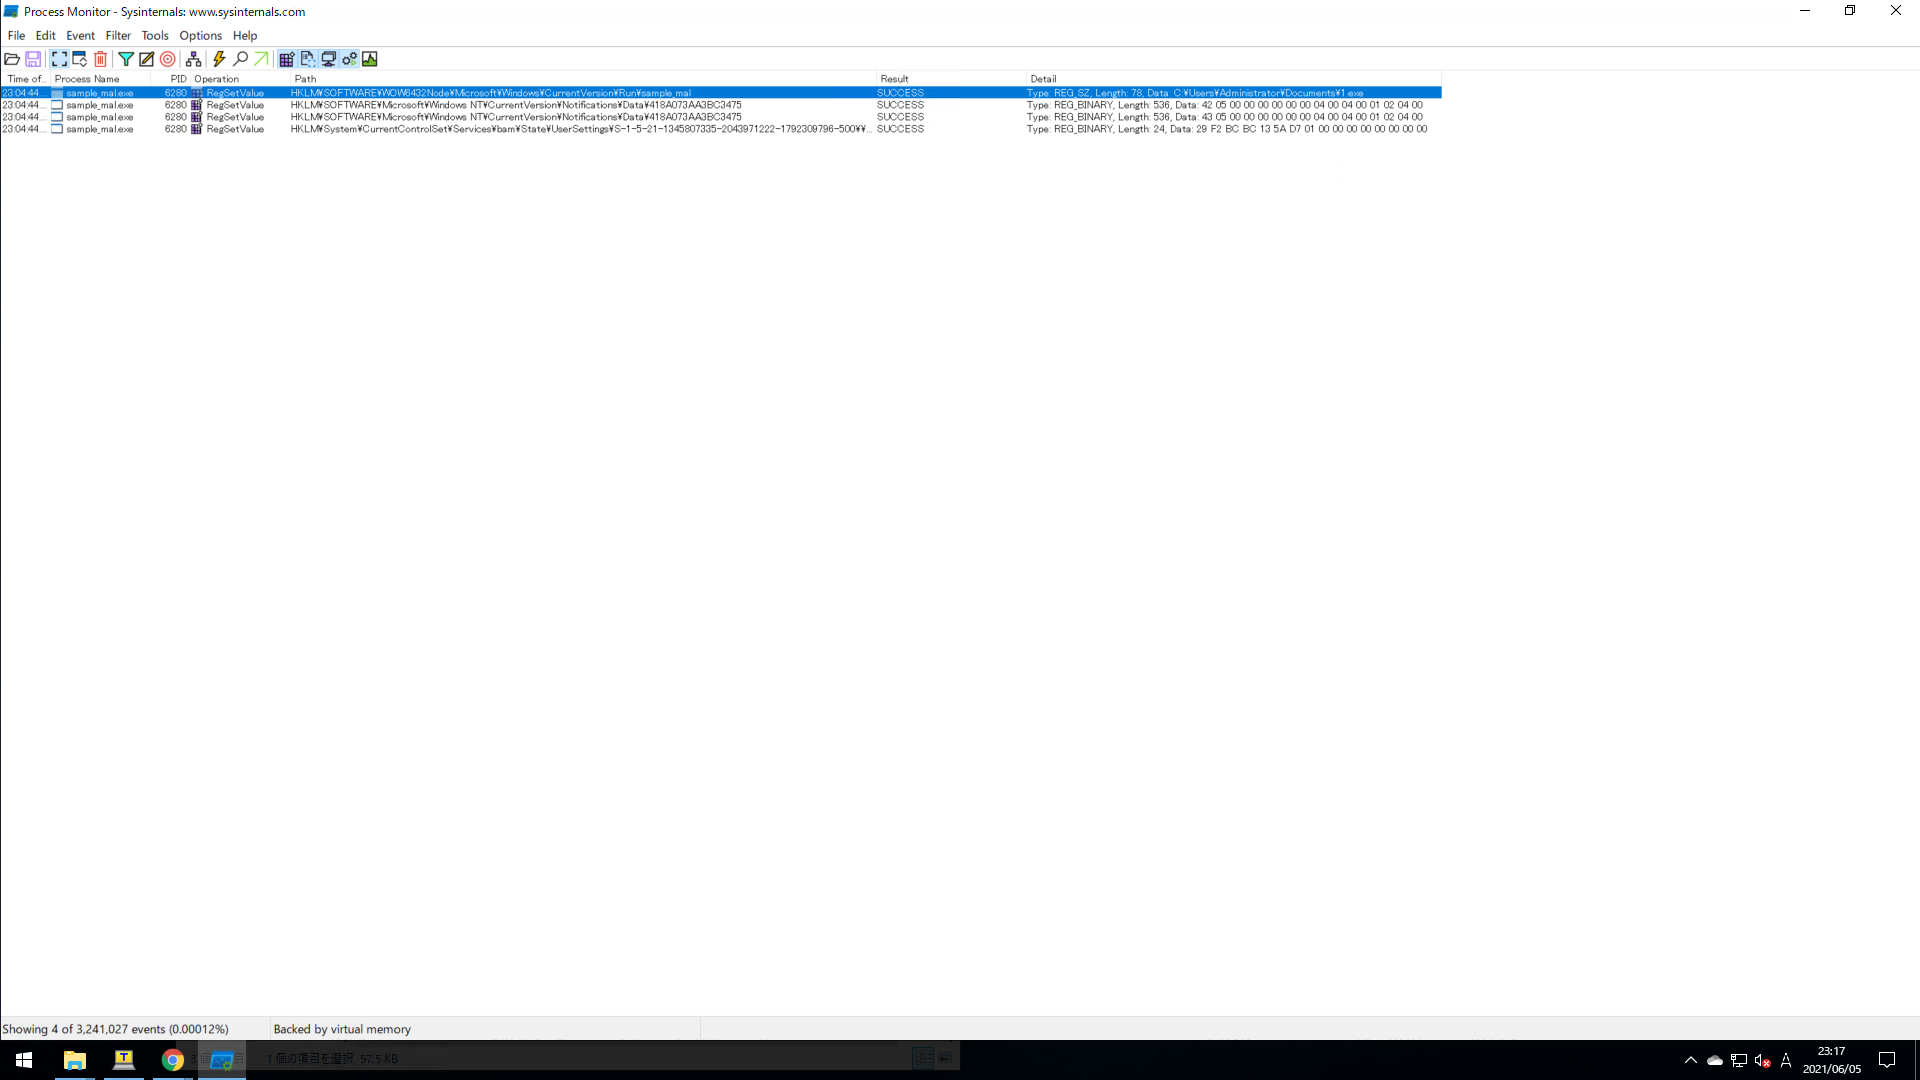 Process Monitor - Sysinternals: www.sysinternals.com
File Edit Event Filter Tools Options Help
Time of... Process Name PID Operation Path Result Detail
23:04:44... sample_mal.exe 6280 RegSetValue HKLM¥SOFTWARE¥WOW6432Node¥Microsoft¥Windows¥CurrentVersion¥Run¥sample_mal SUCCESS Type: REG_SZ, Length: 78, Data: C:¥Users¥Administrator¥Documents¥1.exe
23:04:44... sample_mal.exe 6280 RegSetValue HKLM¥SOFTWARE¥Microsoft¥Windows NT¥CurrentVersion¥Notifications¥Data¥418A073AA3BC3475 SUCCESS Type: REG_BINARY, Length: 536, Data: 42 05 00 00 00 00 00 00 04 00 04 00 01 02 04 00
23:04:44... sample_mal.exe 6280 RegSetValue HKLM¥SOFTWARE¥Microsoft¥Windows NT¥CurrentVersion¥Notifications¥Data¥418A073AA3BC3475 SUCCESS Type: REG_BINARY, Length: 536, Data: 43 05 00 00 00 00 00 00 04 00 04 00 01 02 04 00
23:04:44... sample_mal.exe 6280 RegSetValue HKLM¥System¥CurrentControlSet¥Services¥bam¥State¥UserSettings¥S-1-5-21-1345807335-2043971222-1792309796-500¥¥... SUCCESS Type: REG_BINARY, Length: 24, Data: 29 F2 BC BC 13 5A D7 01 00 00 00 00 00 00 00 00
Showing 4 of 3,241,027 events (0.00012%) Backed by virtual memory
1 個の項目を選択 57.5 KB
A 23:17
2021/06/05